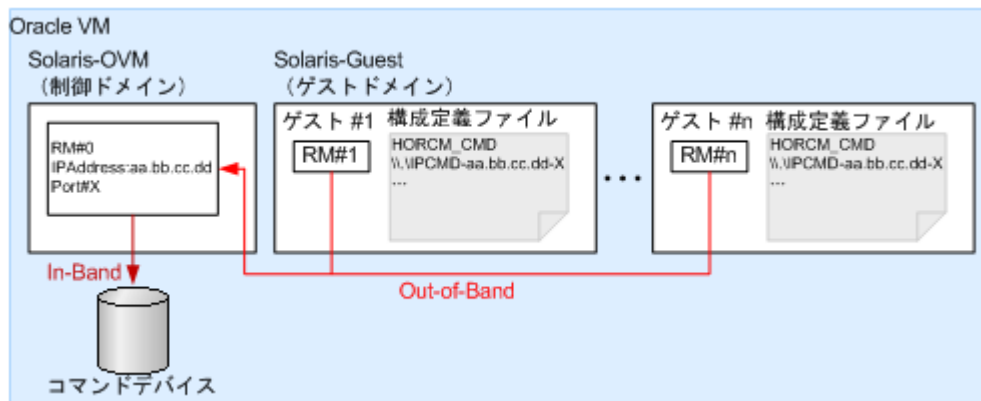 Oracle VM
Solaris-OVM
（制御ドメイン）
RM#0
IPAddress:aa.bb.cc.dd
Port#X
Solaris-Guest
（ゲストドメイン）
ゲスト #1 構成定義ファイル
RM#1
HORCM_CMD
\\.\IPCMD-aa.bb.cc.dd-X
...
...
ゲスト #n 構成定義ファイル
RM#n
HORCM_CMD
\\.\IPCMD-aa.bb.cc.dd-X
...
In-Band
Out-of-Band
コマンドデバイス